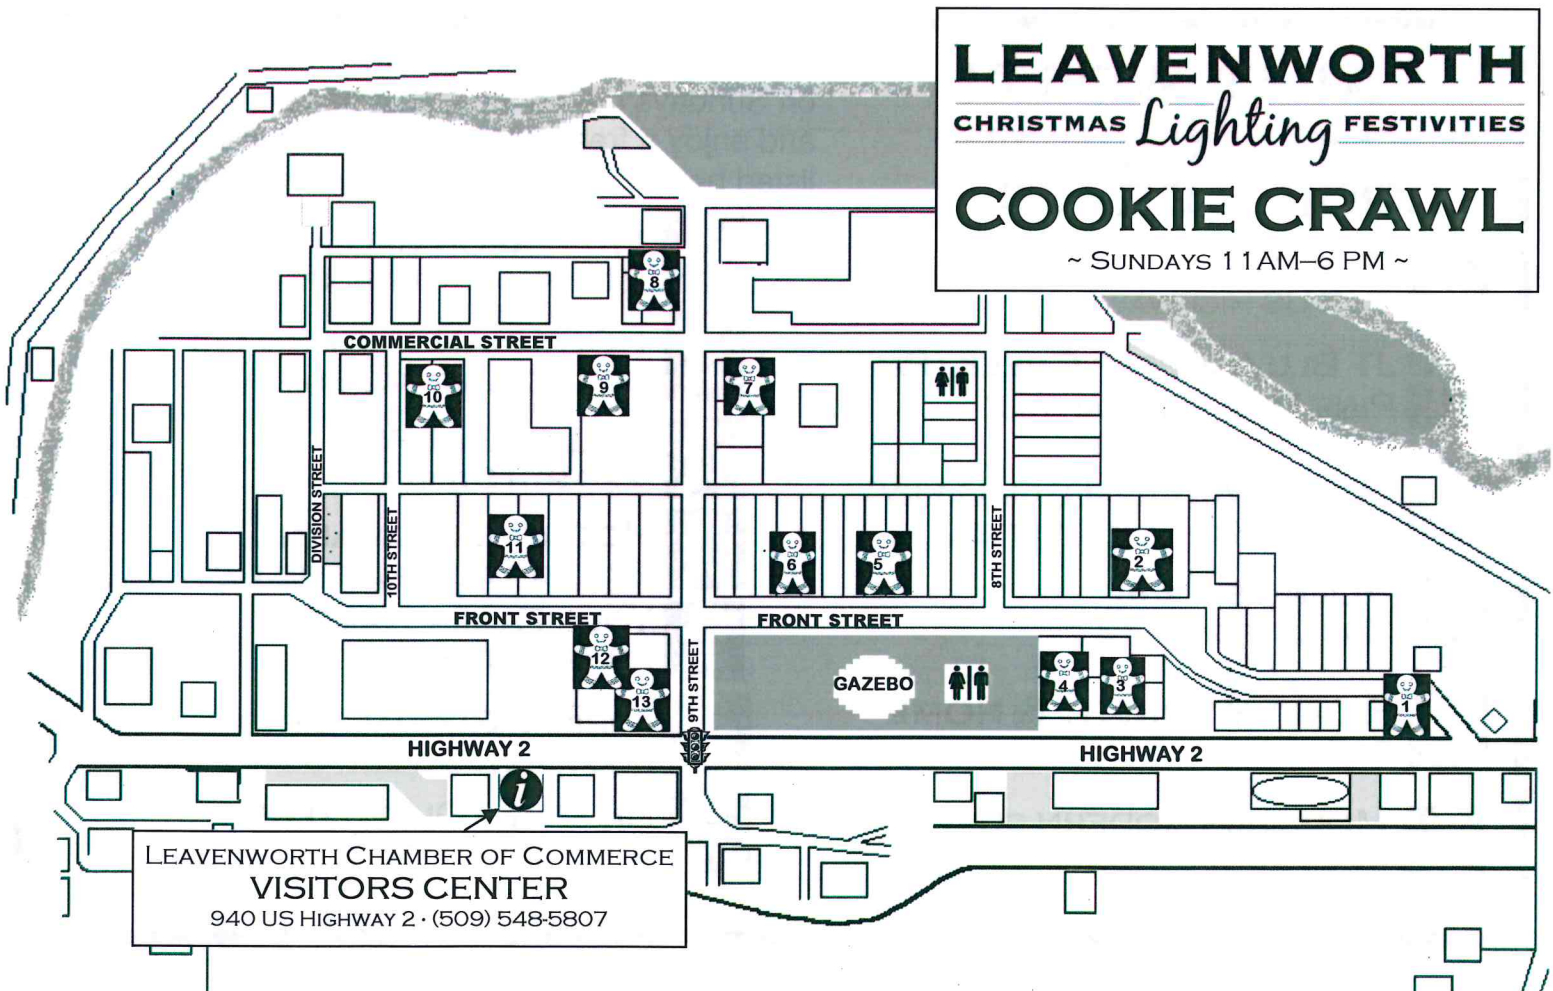 LEAVENWORTH
CHRISTMAS Lighting FESTIVITIES
COOKIE CRAWL
~ SUNDAYS 11AM–6 PM ~
8
COMMERCIAL STREET
10
9
7
DIVISION STREET
10TH STREET
11
6
5
8TH STREET
2
FRONT STREET
FRONT STREET
12
13
9TH STREET
GAZEBO
4
3
1
HIGHWAY 2
HIGHWAY 2
i
LEAVENWORTH CHAMBER OF COMMERCE
VISITORS CENTER
940 US HIGHWAY 2 · (509) 548-5807